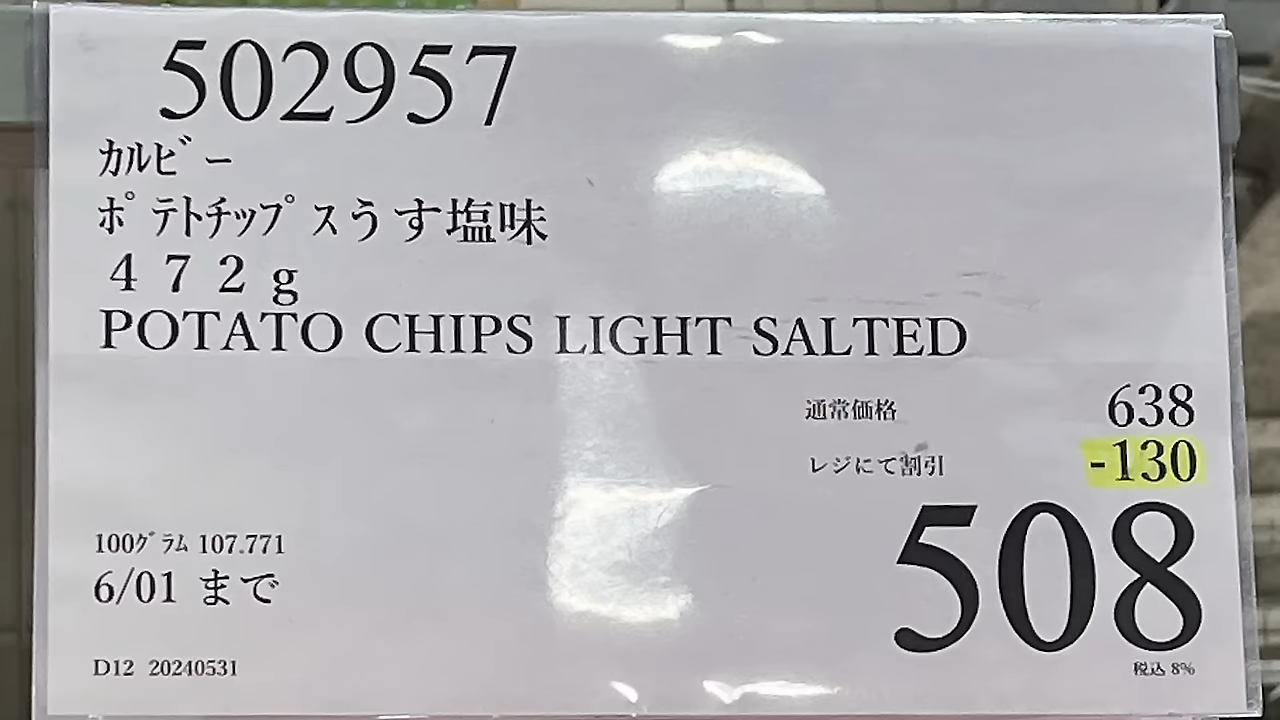 502957
ｶﾙﾋﾞｰ
ﾎﾟﾃﾄﾁｯﾌﾟｽうす塩味
４７２ｇ
POTATO CHIPS LIGHT SALTED
通常価格 638
レジにて割引 -130
508
100ｸﾞﾗﾑ 107.771
6/01 まで
D12 20240531
税込 8%